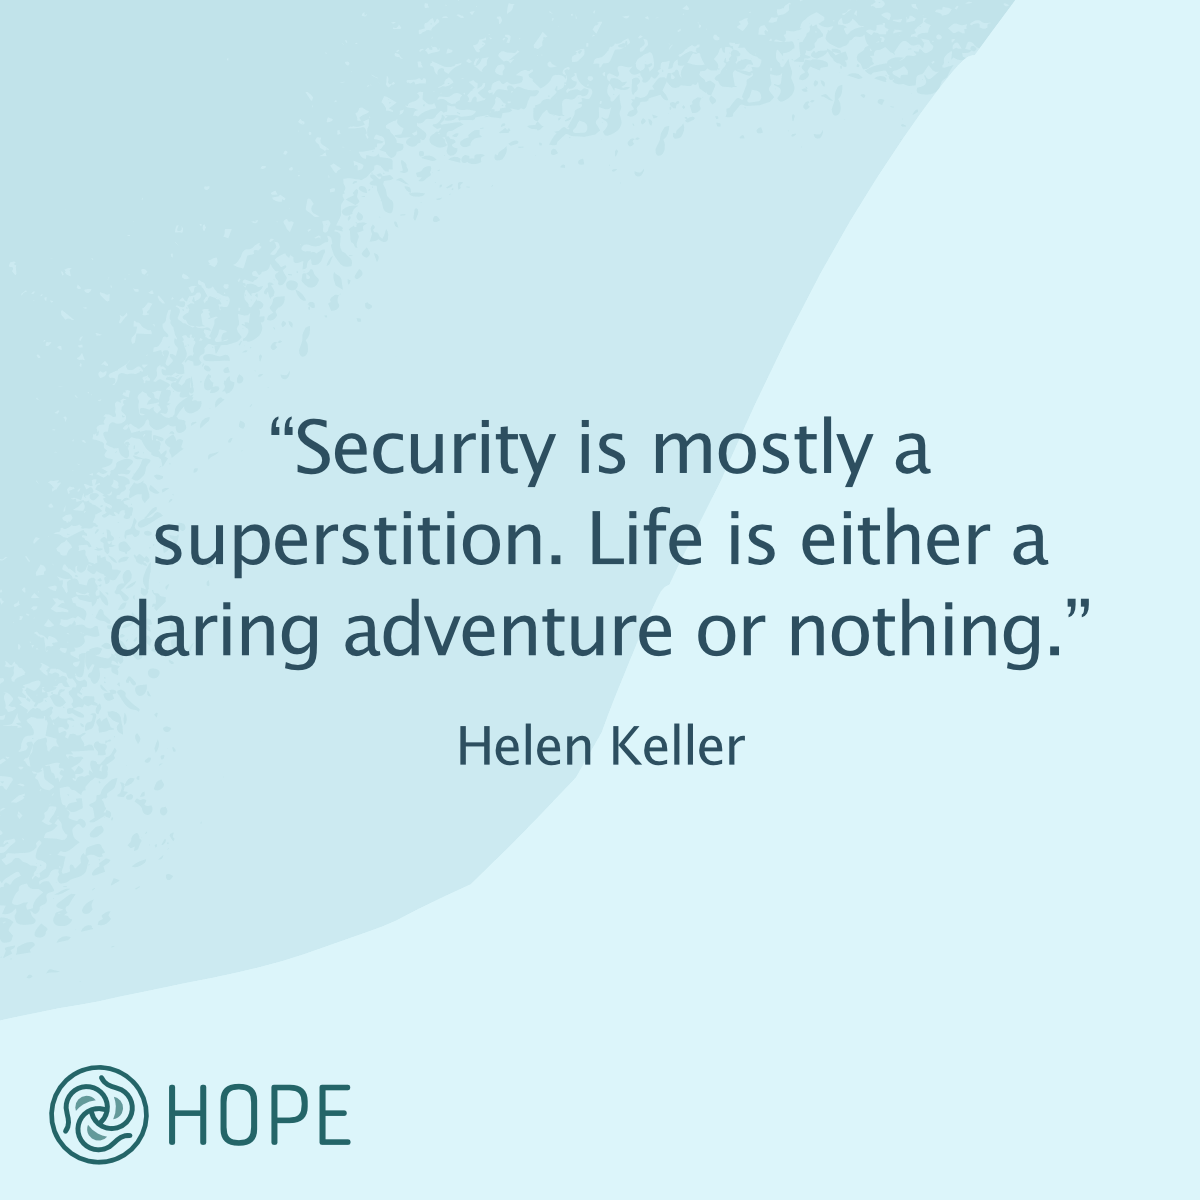 “Security is mostly a
superstition. Life is either a
daring adventure or nothing.”
Helen Keller
HOPE